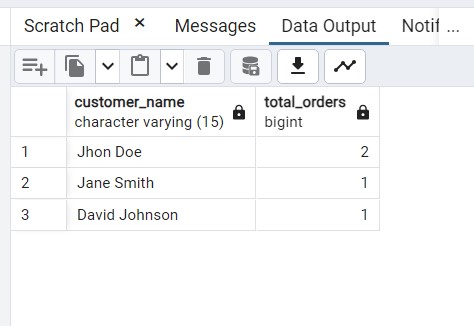 Scratch Pad × Messages Data Output Notif ...
customer_name total_orders
character varying (15) bigint
1 Jhon Doe 2
2 Jane Smith 1
3 David Johnson 1